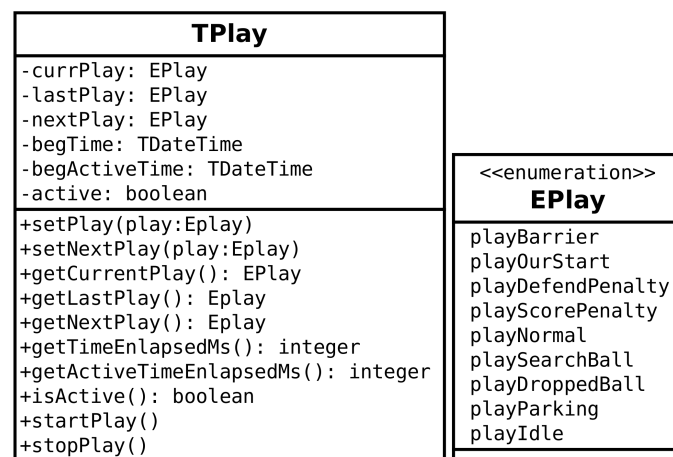 TPlay
-currPlay: EPlay
-lastPlay: EPlay
-nextPlay: EPlay
-begTime: TDateTime
-begActiveTime: TDateTime
-active: boolean
+setPlay(play:Eplay)
+setNextPlay(play:Eplay)
+getCurrentPlay(): EPlay
+getLastPlay(): Eplay
+getNextPlay(): Eplay
+getTimeEnlapsedMs(): integer
+getActiveTimeEnlapsedMs(): integer
+isActive(): boolean
+startPlay()
+stopPlay()
<<enumeration>>
EPlay
playBarrier
playOurStart
playDefendPenalty
playScorePenalty
playNormal
playSearchBall
playDroppedBall
playParking
playIdle